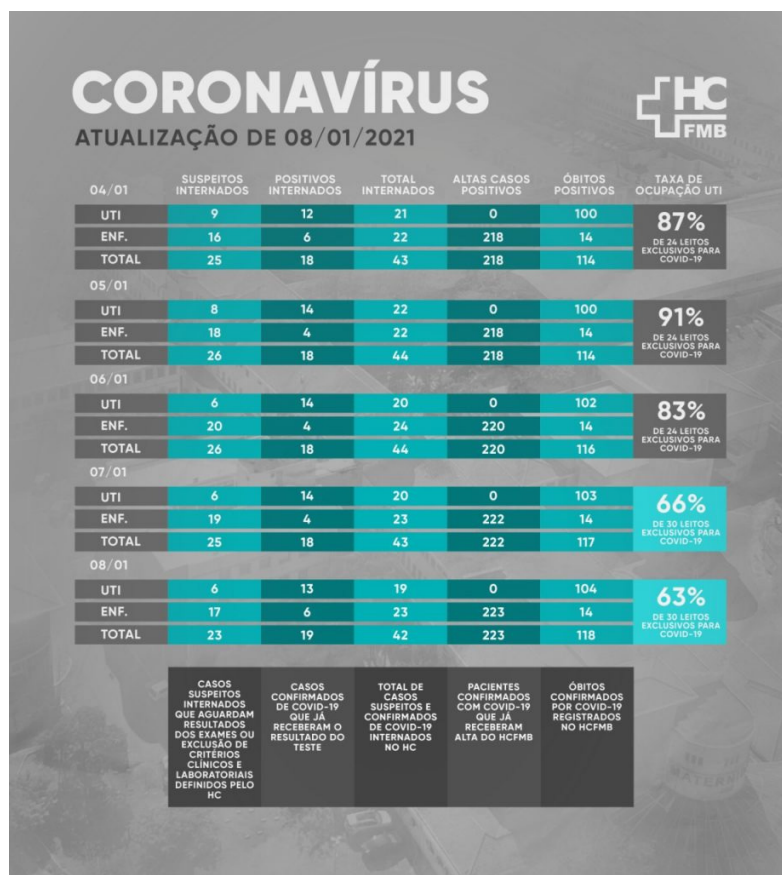 CORONAVÍRUS
ATUALIZAÇÃO DE 08/01/2021
HC
FMB
04/01 SUSPEITOS INTERNADOS POSITIVOS INTERNADOS TOTAL INTERNADOS ALTAS CASOS POSITIVOS ÓBITOS POSITIVOS TAXA DE OCUPAÇÃO UTI
UTI 9 12 21 0 100
ENF. 16 6 22 218 14
TOTAL 25 18 43 218 114
87%
DE 24 LEITOS
EXCLUSIVOS PARA
COVID-19
05/01
UTI 8 14 22 0 100
ENF. 18 4 22 218 14
TOTAL 26 18 44 218 114
91%
DE 24 LEITOS
EXCLUSIVOS PARA
COVID-19
06/01
UTI 6 14 20 0 102
ENF. 20 4 24 220 14
TOTAL 26 18 44 220 116
83%
DE 24 LEITOS
EXCLUSIVOS PARA
COVID-19
07/01
UTI 6 14 20 0 103
ENF. 19 4 23 222 14
TOTAL 25 18 43 222 117
66%
DE 30 LEITOS
EXCLUSIVOS PARA
COVID-19
08/01
UTI 6 13 19 0 104
ENF. 17 6 23 223 14
TOTAL 23 19 42 223 118
63%
DE 30 LEITOS
EXCLUSIVOS PARA
COVID-19
CASOS
SUSPEITOS
INTERNADOS
QUE AGUARDAM
RESULTADOS
DOS EXAMES OU
EXCLUSÃO DE
CRITÉRIOS
CLÍNICOS E
LABORATORIAIS
DEFINIDOS PELO
HC
CASOS
CONFIRMADOS
DE COVID-19
QUE JÁ
RECEBERAM O
RESULTADO DO
TESTE
TOTAL DE
CASOS
SUSPEITOS E
CONFIRMADOS
DE COVID-19
INTERNADOS
NO HC
PACIENTES
CONFIRMADOS
COM COVID-19
QUE JÁ
RECEBERAM
ALTA DO HCFMB
ÓBITOS
CONFIRMADOS
POR COVID-19
REGISTRADOS
NO HCFMB